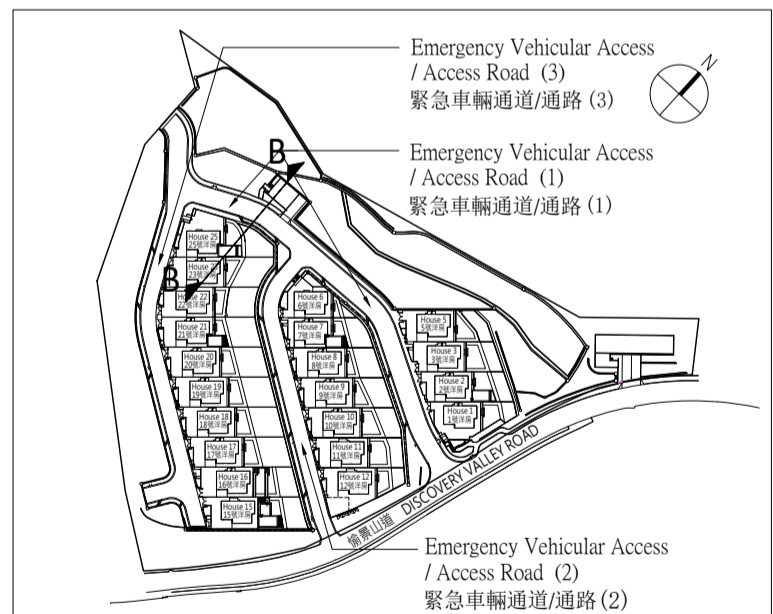 Emergency Vehicular Access
/ Access Road (3)
緊急車輛通道/通路 (3)
N
B
Emergency Vehicular Access
/ Access Road (1)
緊急車輛通道/通路 (1)
House 25
25號洋房
23號洋房
B
House 22
22號洋房
House 21
21號洋房
House 20
20號洋房
House 19
19號洋房
House 18
18號洋房
House 17
17號洋房
House 16
16號洋房
House 15
15號洋房
House 6
6號洋房
House 7
7號洋房
House 8
8號洋房
House 9
9號洋房
House 10
10號洋房
House 11
11號洋房
House 12
12號洋房
House 5
5號洋房
House 3
3號洋房
House 2
2號洋房
House 1
1號洋房
愉景山道 DISCOVERY VALLEY ROAD
Emergency Vehicular Access
/ Access Road (2)
緊急車輛通道/通路 (2)